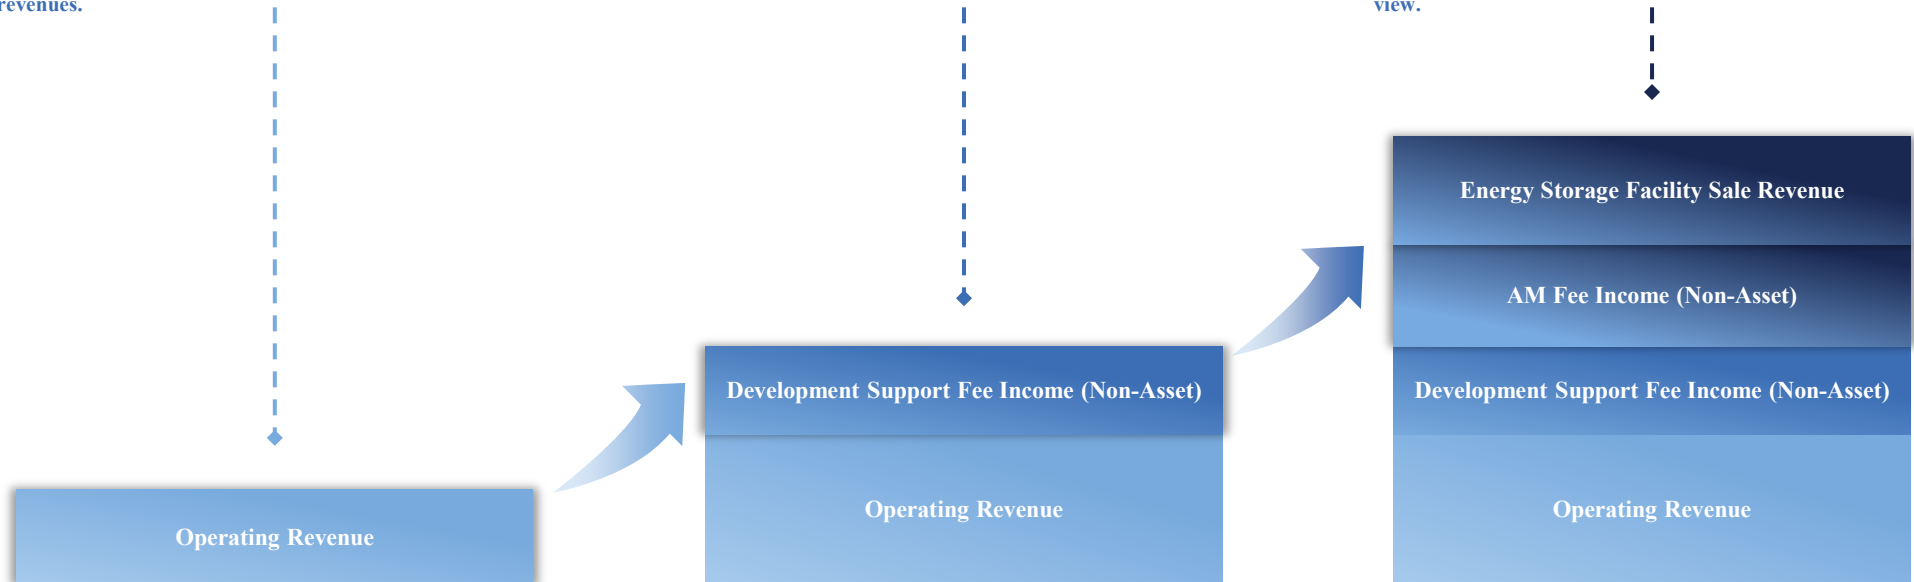 revenues.
view.
Energy Storage Facility Sale Revenue
AM Fee Income (Non-Asset)
Development Support Fee Income (Non-Asset)
Development Support Fee Income (Non-Asset)
Operating Revenue
Operating Revenue
Operating Revenue